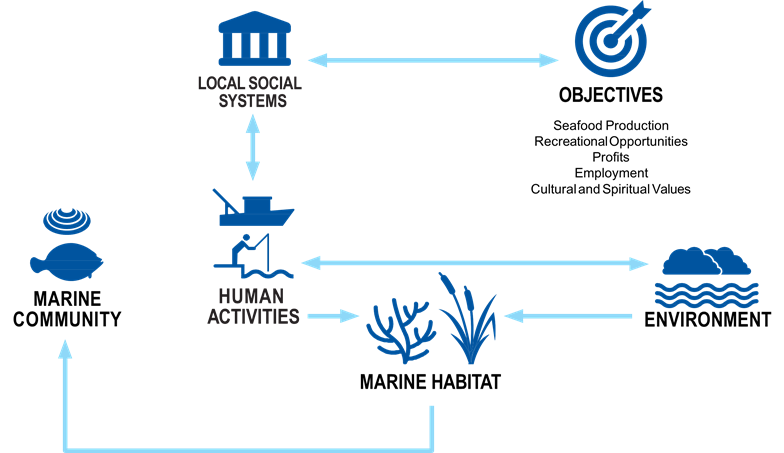 LOCAL SOCIAL
SYSTEMS
OBJECTIVES
Seafood Production
Recreational Opportunities
Profits
Employment
Cultural and Spiritual Values
MARINE
COMMUNITY
HUMAN
ACTIVITIES
ENVIRONMENT
MARINE HABITAT